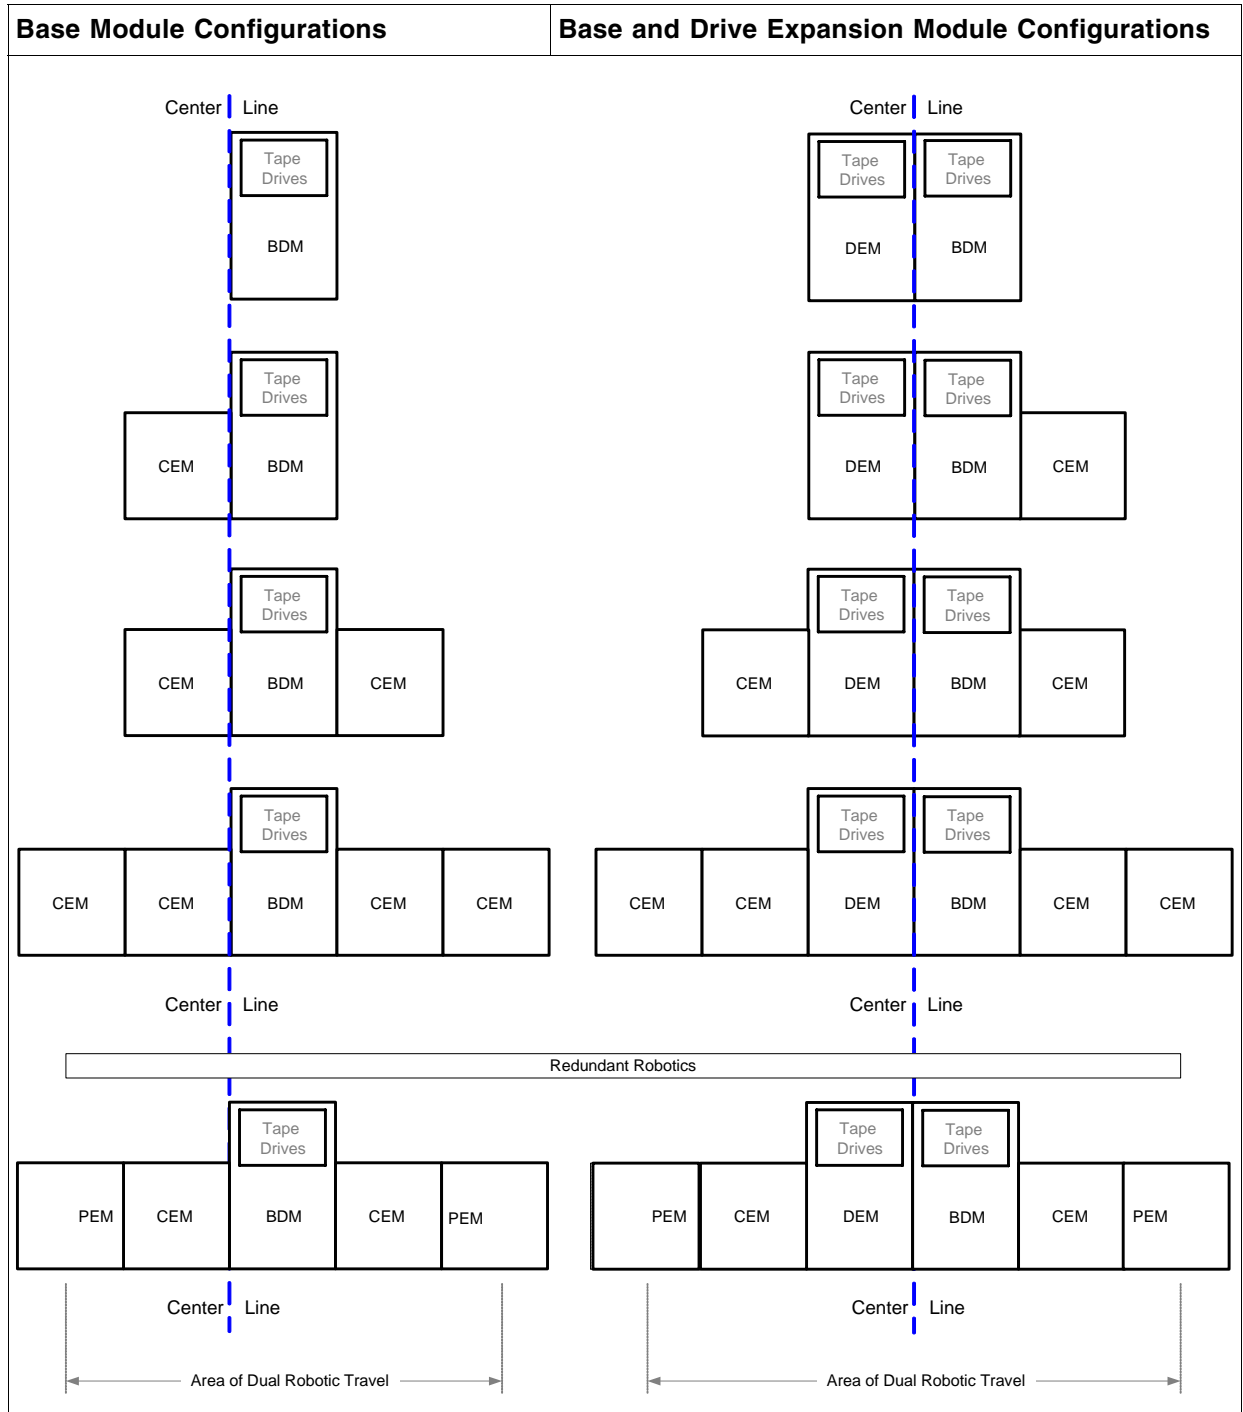 Base Module Configurations
Base and Drive Expansion Module Configurations
Center Line
Center Line
Tape
Drives
BDM
Tape
Drives
Tape
Drives
DEM
BDM
Tape
Drives
CEM
BDM
Tape
Drives
Tape
Drives
DEM
BDM
CEM
Tape
Drives
CEM
BDM
CEM
Tape
Drives
Tape
Drives
CEM
DEM
BDM
CEM
Tape
Drives
CEM
CEM
BDM
CEM
CEM
Tape
Drives
Tape
Drives
CEM
CEM
DEM
BDM
CEM
CEM
Center Line
Center Line
Redundant Robotics
Tape
Drives
PEM
CEM
BDM
CEM
PEM
Tape
Drives
Tape
Drives
PEM
CEM
DEM
BDM
CEM
PEM
Center Line
Center Line
Area of Dual Robotic Travel
Area of Dual Robotic Travel